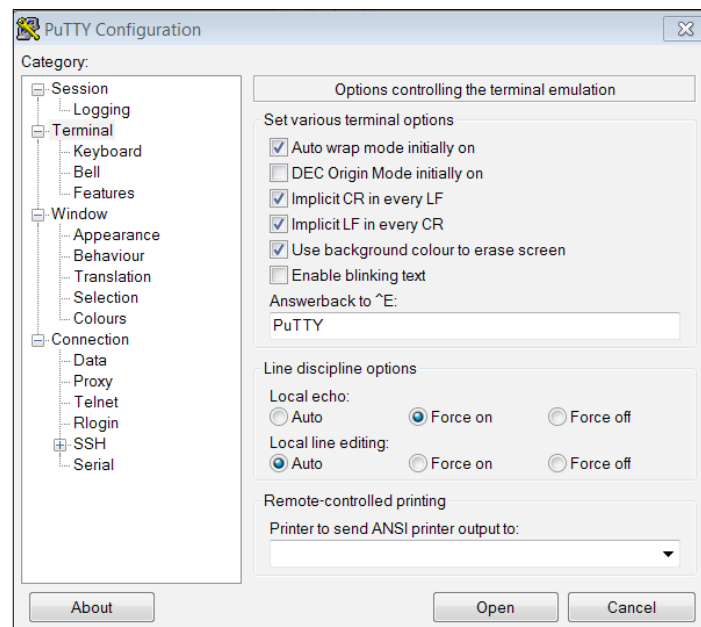 PuTTY Configuration
Category:
Session
Logging
Terminal
Keyboard
Bell
Features
Window
Appearance
Behaviour
Translation
Selection
Colours
Connection
Data
Proxy
Telnet
Rlogin
SSH
Serial
Options controlling the terminal emulation
Set various terminal options
Auto wrap mode initially on
DEC Origin Mode initially on
Implicit CR in every LF
Implicit LF in every CR
Use background colour to erase screen
Enable blinking text
Answerback to ^E:
PuTTY
Line discipline options
Local echo:
Auto Force on Force off
Local line editing:
Auto Force on Force off
Remote-controlled printing
Printer to send ANSI printer output to:
About Open Cancel